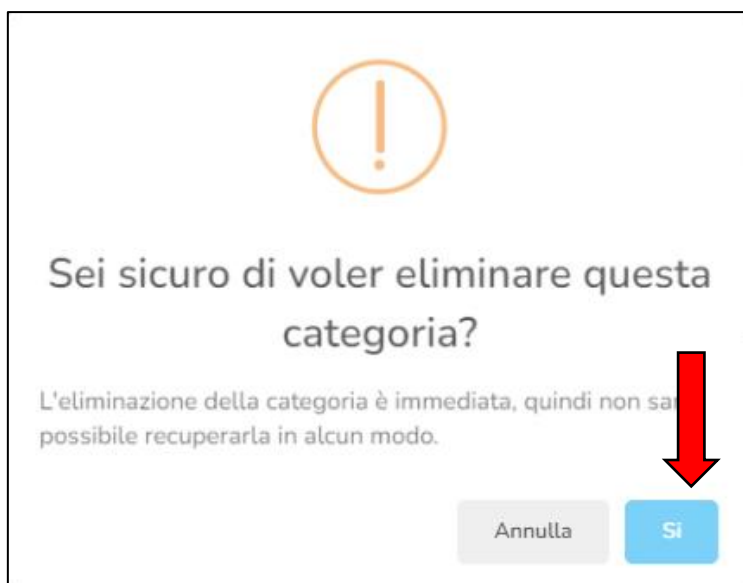 Sei sicuro di voler eliminare questa
categoria?
L'eliminazione della categoria è immediata, quindi non
possibile recuperarla in alcun modo.
Annulla
Si